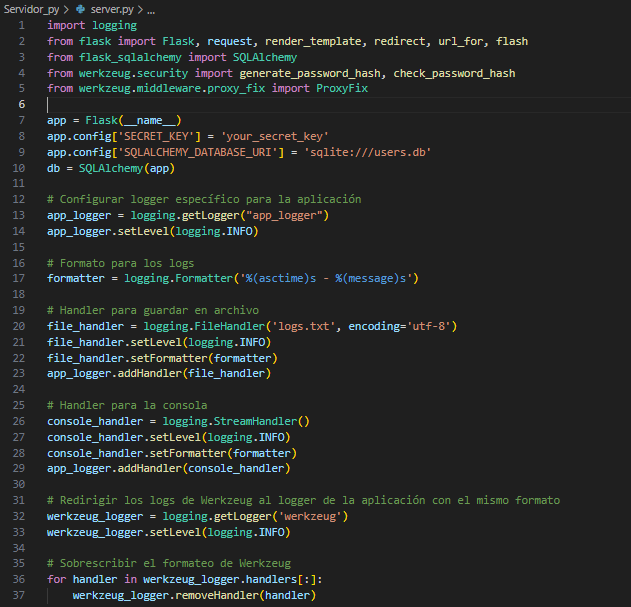 Servidor_py > server.py > ...
1 import logging
2 from flask import Flask, request, render_template, redirect, url_for, flash
3 from flask_sqlalchemy import SQLAlchemy
4 from werkzeug.security import generate_password_hash, check_password_hash
5 from werkzeug.middleware.proxy_fix import ProxyFix
6
7 app = Flask(__name__)
8 app.config['SECRET_KEY'] = 'your_secret_key'
9 app.config['SQLALCHEMY_DATABASE_URI'] = 'sqlite:///users.db'
10 db = SQLAlchemy(app)
11
12 # Configurar logger específico para la aplicación
13 app_logger = logging.getLogger("app_logger")
14 app_logger.setLevel(logging.INFO)
15
16 # Formato para los logs
17 formatter = logging.Formatter('%(asctime)s - %(message)s')
18
19 # Handler para guardar en archivo
20 file_handler = logging.FileHandler('logs.txt', encoding='utf-8')
21 file_handler.setLevel(logging.INFO)
22 file_handler.setFormatter(formatter)
23 app_logger.addHandler(file_handler)
24
25 # Handler para la consola
26 console_handler = logging.StreamHandler()
27 console_handler.setLevel(logging.INFO)
28 console_handler.setFormatter(formatter)
29 app_logger.addHandler(console_handler)
30
31 # Redirigir los logs de Werkzeug al logger de la aplicación con el mismo formato
32 werkzeug_logger = logging.getLogger('werkzeug')
33 werkzeug_logger.setLevel(logging.INFO)
34
35 # Sobrescribir el formateo de Werkzeug
36 for handler in werkzeug_logger.handlers[:]:
37     werkzeug_logger.removeHandler(handler)